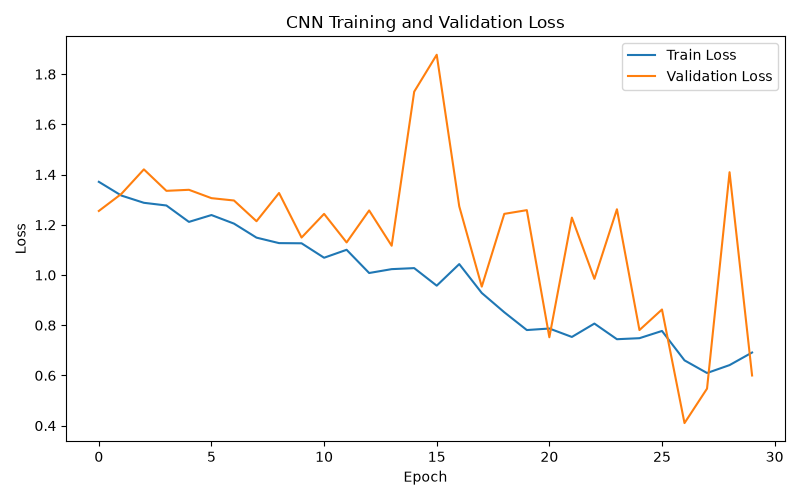 CNN Training and Validation Loss
Train Loss
Validation Loss
1.8
1.6
1.4
1.2
1.0
0.8
0.6
0.4
Loss
0 5 10 15 20 25 30
Epoch